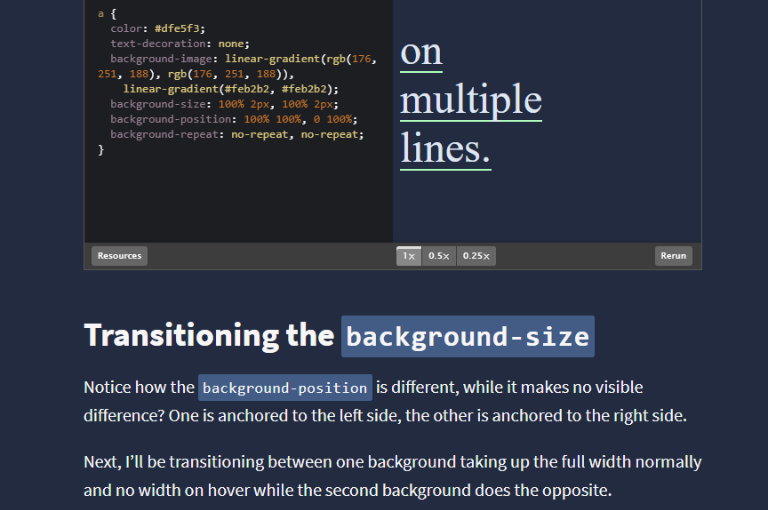 a {
color: #dfe5f3;
text-decoration: none;
background-image: linear-gradient(rgb(176,
251, 188), rgb(176, 251, 188)),
linear-gradient(#feb2b2, #feb2b2);
background-size: 100% 2px, 100% 2px;
background-position: 100% 100%, 0 100%;
background-repeat: no-repeat, no-repeat;
}
on
multiple
lines.
Resources
1x 0.5x 0.25x
Rerun
Transitioning the background-size
Notice how the background-position is different, while it makes no visible
difference? One is anchored to the left side, the other is anchored to the right side.
Next, I’ll be transitioning between one background taking up the full width normally
and no width on hover while the second background does the opposite.